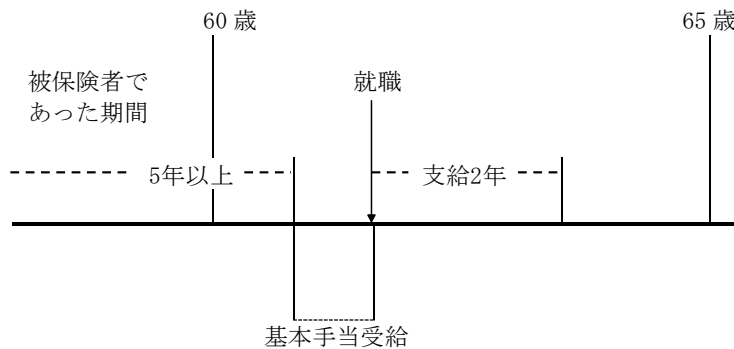 60 歳
65 歳
被保険者で
あった期間
就職
5年以上
支給2年
基本手当受給